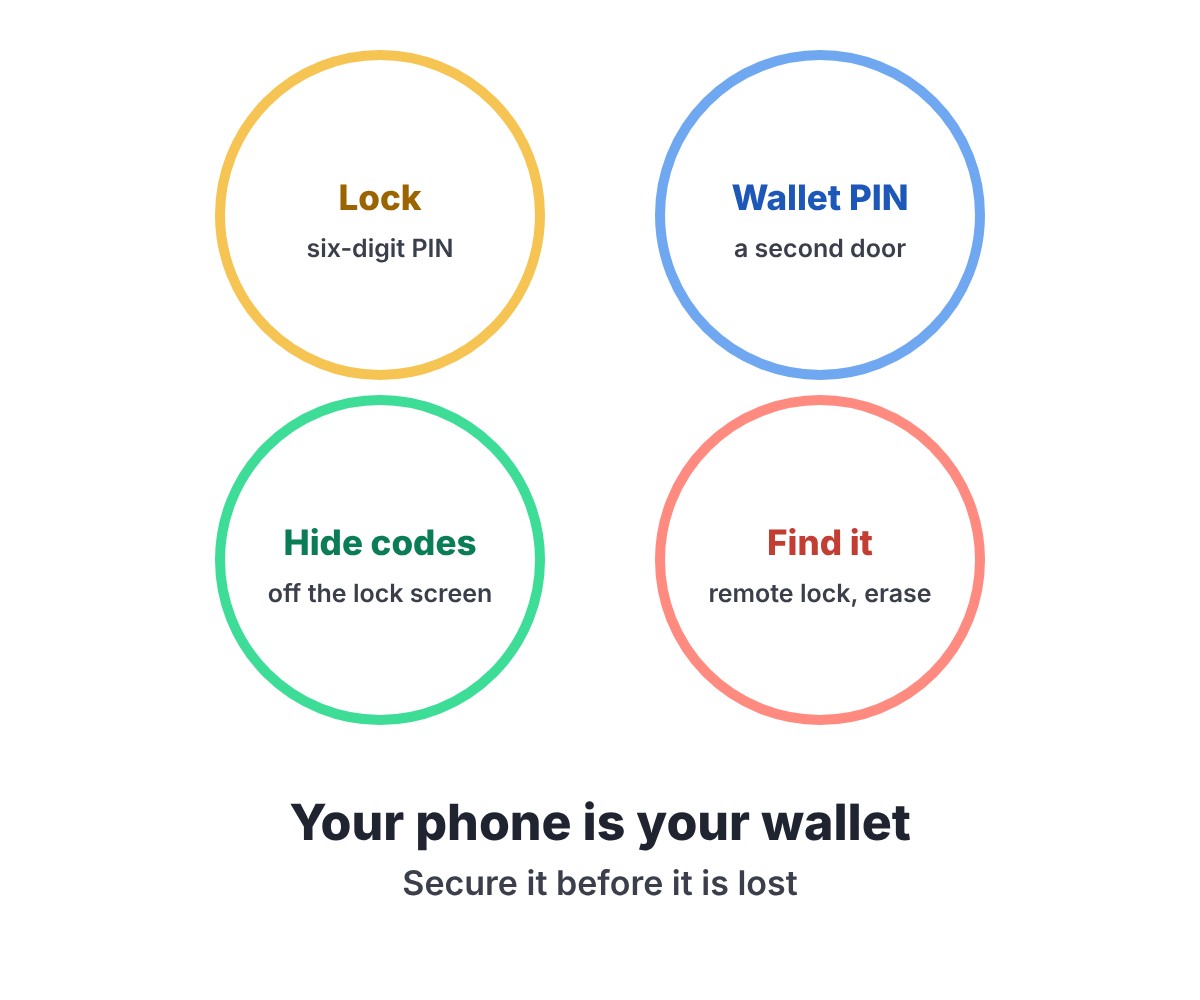 Lock
six-digit PIN
Wallet PIN
a second door
Hide codes
off the lock screen
Find it
remote lock, erase
Your phone is your wallet
Secure it before it is lost